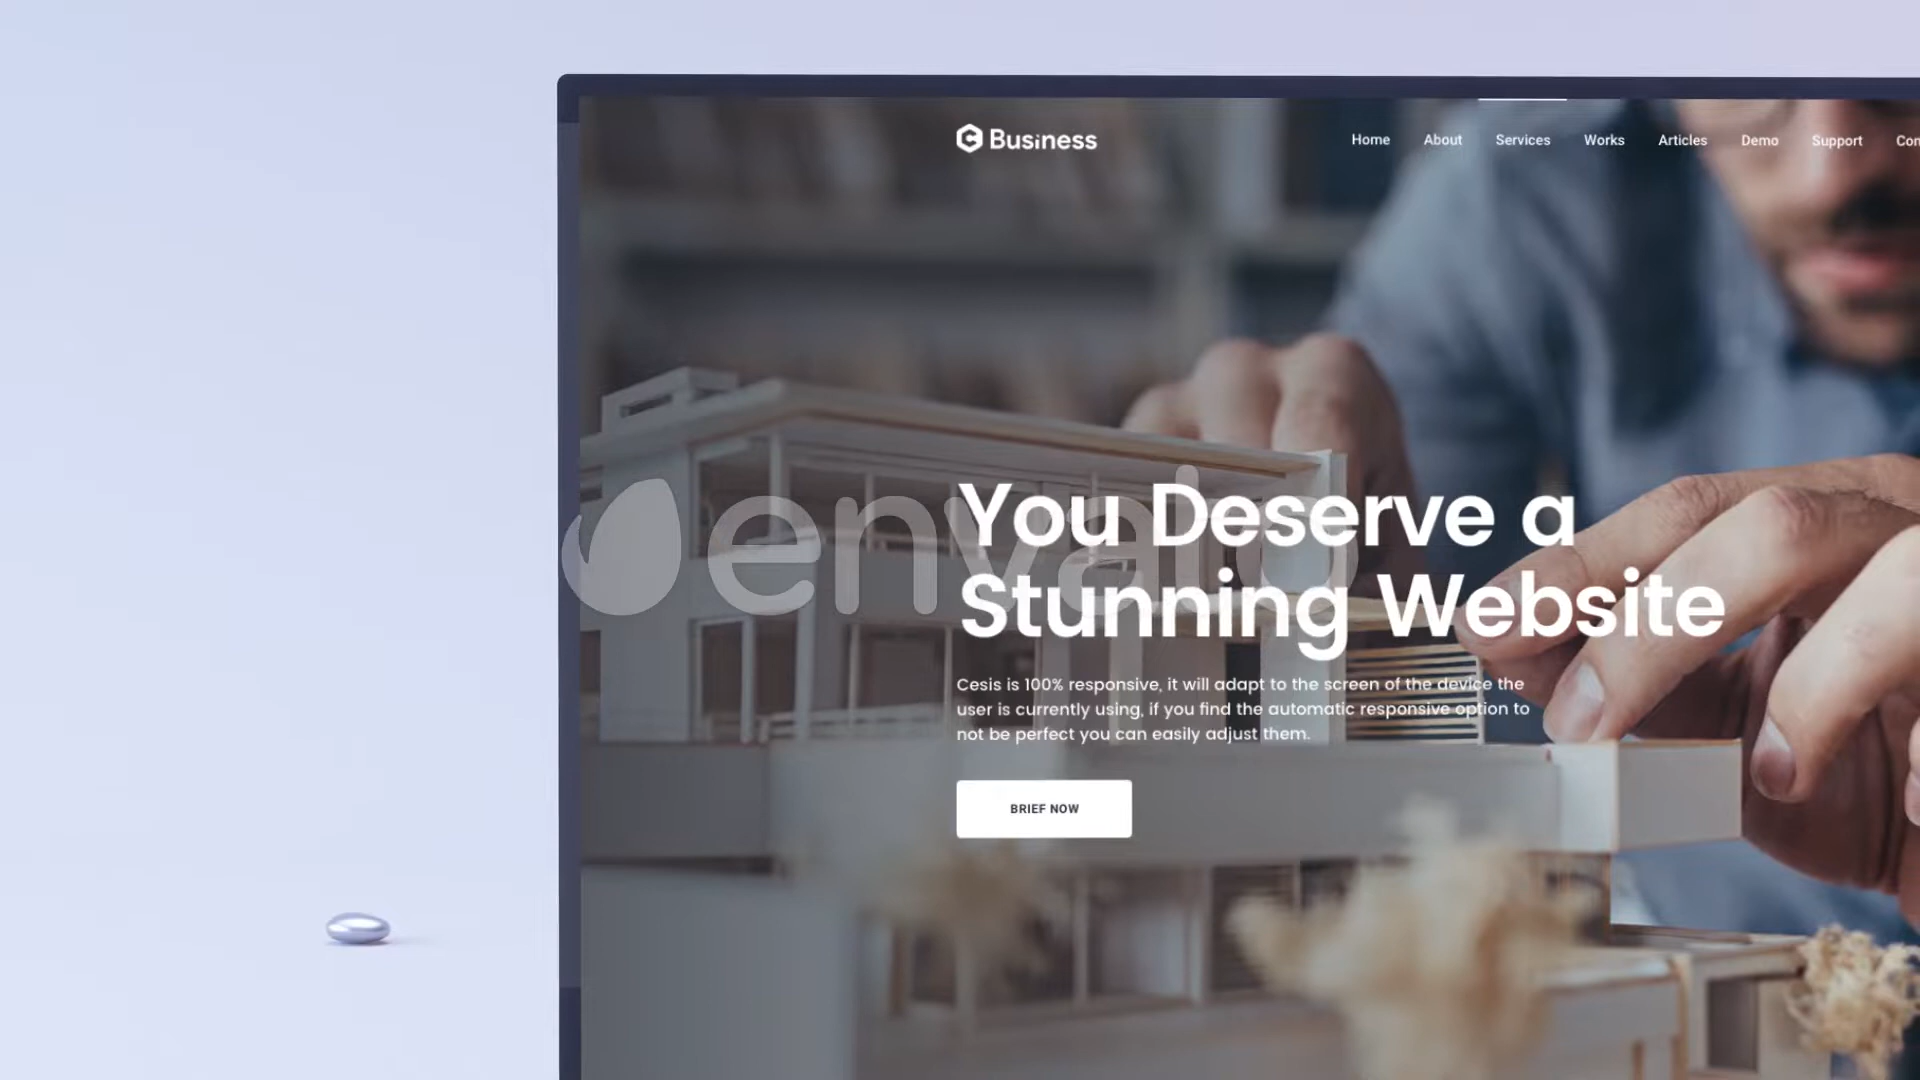 Business
Home About Services Works Articles Demo Support
envato
You Deserve a
Stunning Website
Cesis is 100% responsive, it will adapt to the screen of the device the
user is currently using, if you find the automatic responsive option to
not be perfect you can easily adjust them.
BRIEF NOW